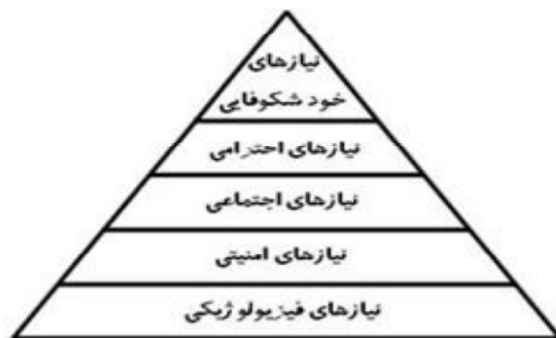 نیازهای
خود شکوفایی
نیازهای احترامی
نیازهای اجتماعی
نیازهای امنیتی
نیازهای فیزیولوژیکی